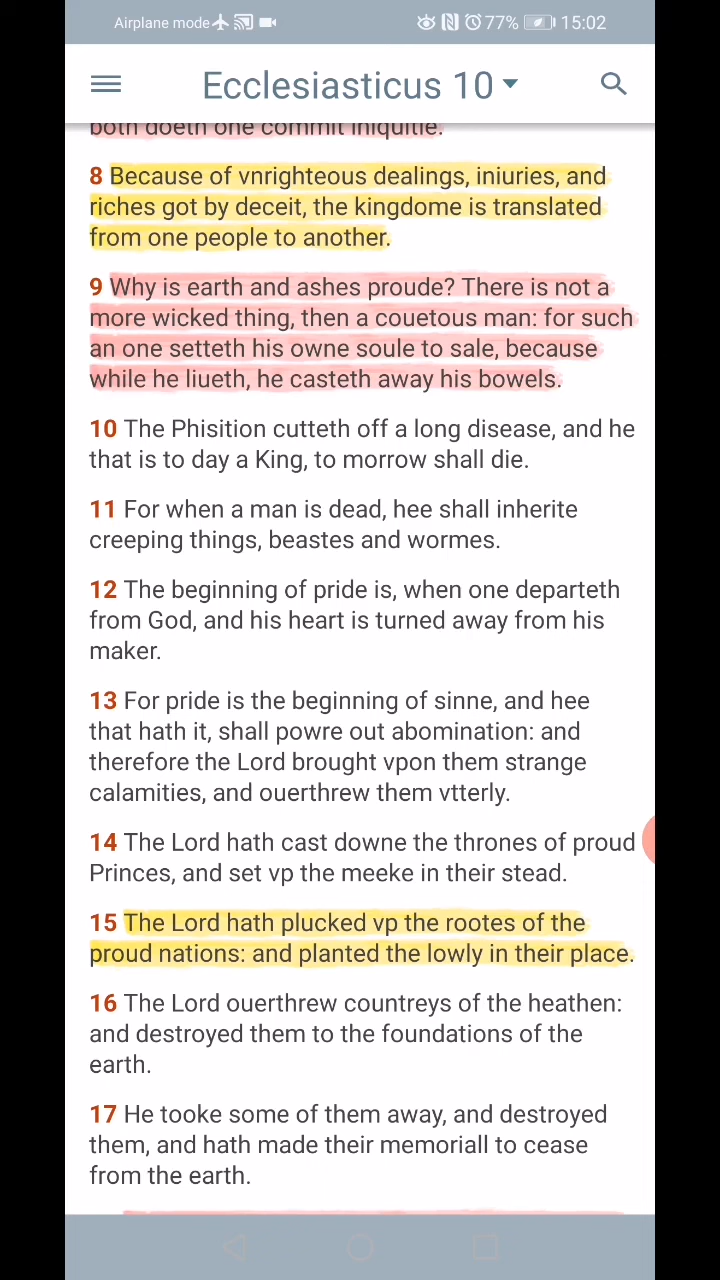 Airplane mode 77% 15:02
Ecclesiasticus 10
both doeth one commit iniquitie.
8 Because of vnrighteous dealings, iniuries, and
riches got by deceit, the kingdome is translated
from one people to another.
9 Why is earth and ashes proude? There is not a
more wicked thing, then a couetous man: for such
an one setteth his owne soule to sale, because
while he liueth, he casteth away his bowels.
10 The Phisition cutteth off a long disease, and he
that is to day a King, to morrow shall die.
11 For when a man is dead, hee shall inherite
creeping things, beastes and wormes.
12 The beginning of pride is, when one departeth
from God, and his heart is turned away from his
maker.
13 For pride is the beginning of sinne, and hee
that hath it, shall powre out abomination: and
therefore the Lord brought vpon them strange
calamities, and ouerthrew them vtterly.
14 The Lord hath cast downe the thrones of proud
Princes, and set vp the meeke in their stead.
15 The Lord hath plucked vp the rootes of the
proud nations: and planted the lowly in their place.
16 The Lord ouerthrew countreys of the heathen:
and destroyed them to the foundations of the
earth.
17 He tooke some of them away, and destroyed
them, and hath made their memoriall to cease
from the earth.